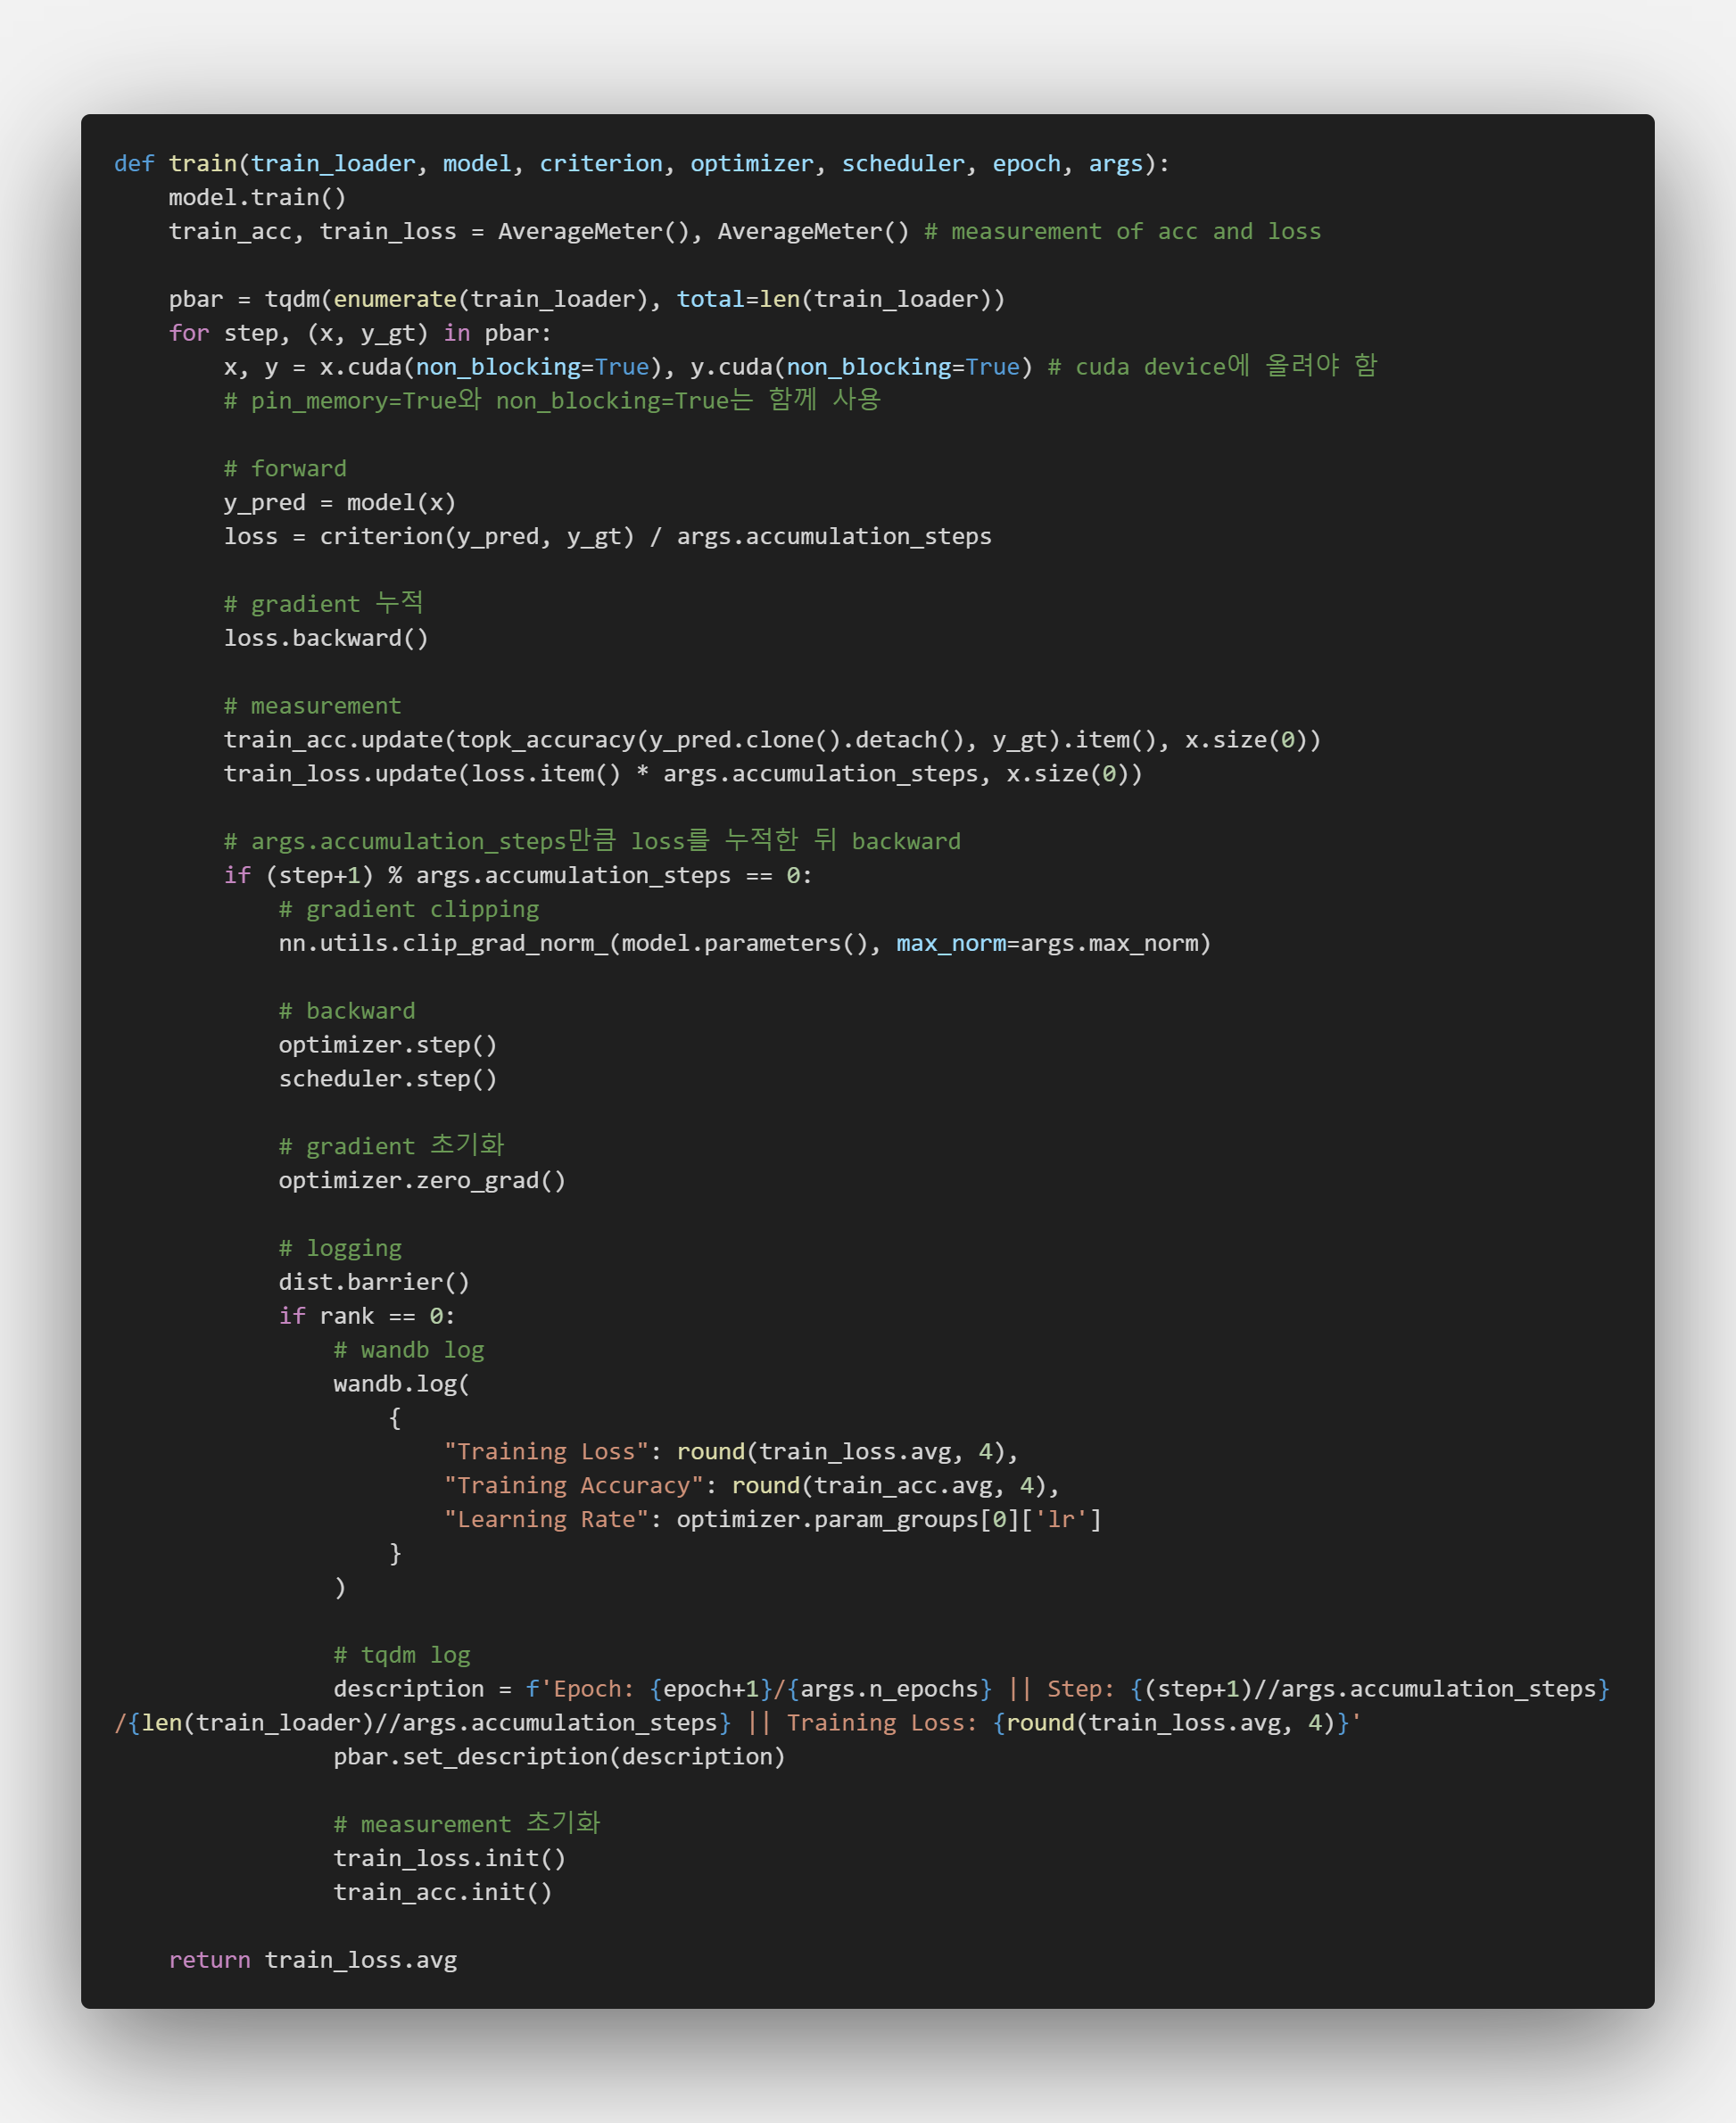 def train(train_loader, model, criterion, optimizer, scheduler, epoch, args):
    model.train()
    train_acc, train_loss = AverageMeter(), AverageMeter() # measurement of acc and loss

    pbar = tqdm(enumerate(train_loader), total=len(train_loader))
    for step, (x, y_gt) in pbar:
        x, y = x.cuda(non_blocking=True), y.cuda(non_blocking=True) # cuda device에 올려야 함
        # pin_memory=True와 non_blocking=True는 함께 사용

        # forward
        y_pred = model(x)
        loss = criterion(y_pred, y_gt) / args.accumulation_steps

        # gradient 누적
        loss.backward()

        # measurement
        train_acc.update(topk_accuracy(y_pred.clone().detach(), y_gt).item(), x.size(0))
        train_loss.update(loss.item() * args.accumulation_steps, x.size(0))

        # args.accumulation_steps만큼 loss를 누적한 뒤 backward
        if (step+1) % args.accumulation_steps == 0:
            # gradient clipping
            nn.utils.clip_grad_norm_(model.parameters(), max_norm=args.max_norm)

            # backward
            optimizer.step()
            scheduler.step()

            # gradient 초기화
            optimizer.zero_grad()

            # logging
            dist.barrier()
            if rank == 0:
                # wandb log
                wandb.log(
                    {
                        "Training Loss": round(train_loss.avg, 4),
                        "Training Accuracy": round(train_acc.avg, 4),
                        "Learning Rate": optimizer.param_groups[0]['lr']
                    }
                )

                # tqdm log
                description = f'Epoch: {epoch+1}/{args.n_epochs} || Step: {(step+1)//args.accumulation_steps}
/{len(train_loader)//args.accumulation_steps} || Training Loss: {round(train_loss.avg, 4)}'
                pbar.set_description(description)

                # measurement 초기화
                train_loss.init()
                train_acc.init()

    return train_loss.avg